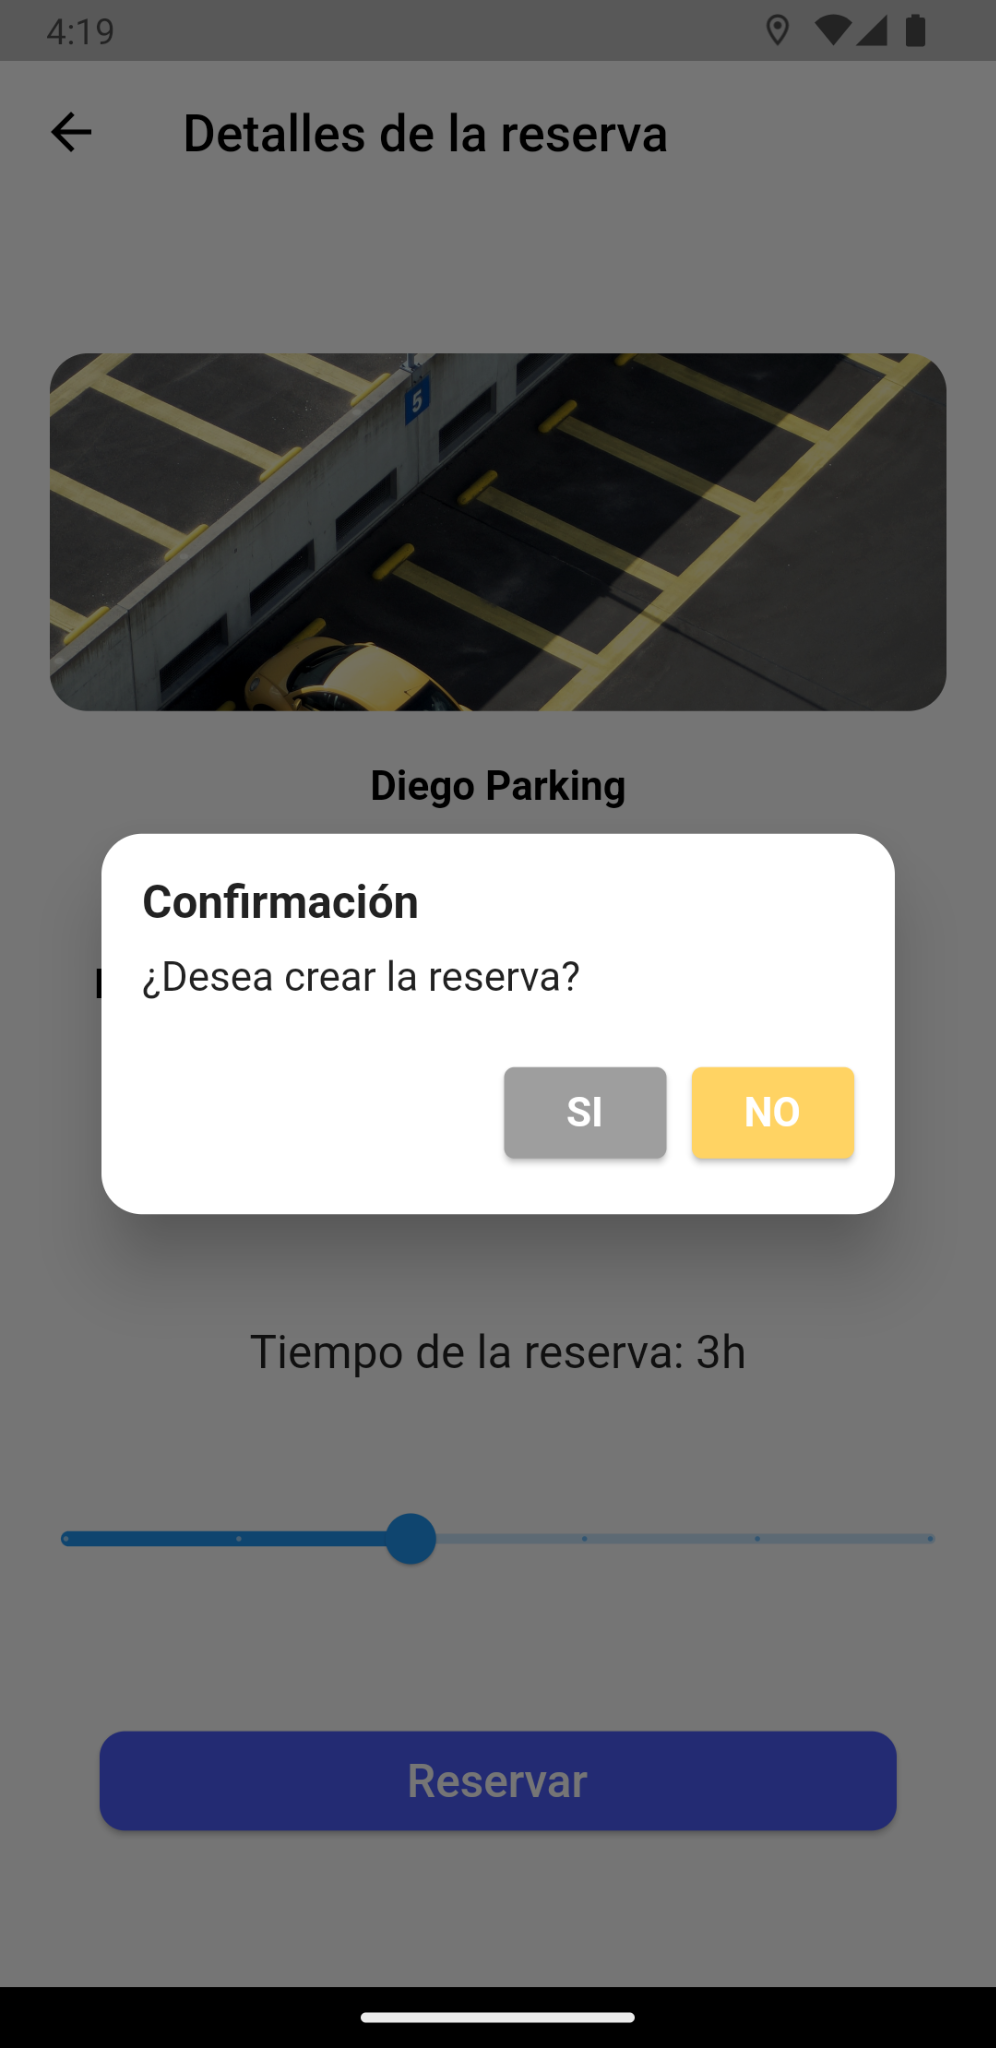 4:19
Detalles de la reserva
5
Diego Parking
Confirmación
¿Desea crear la reserva?
SI
NO
Tiempo de la reserva: 3h
Reservar